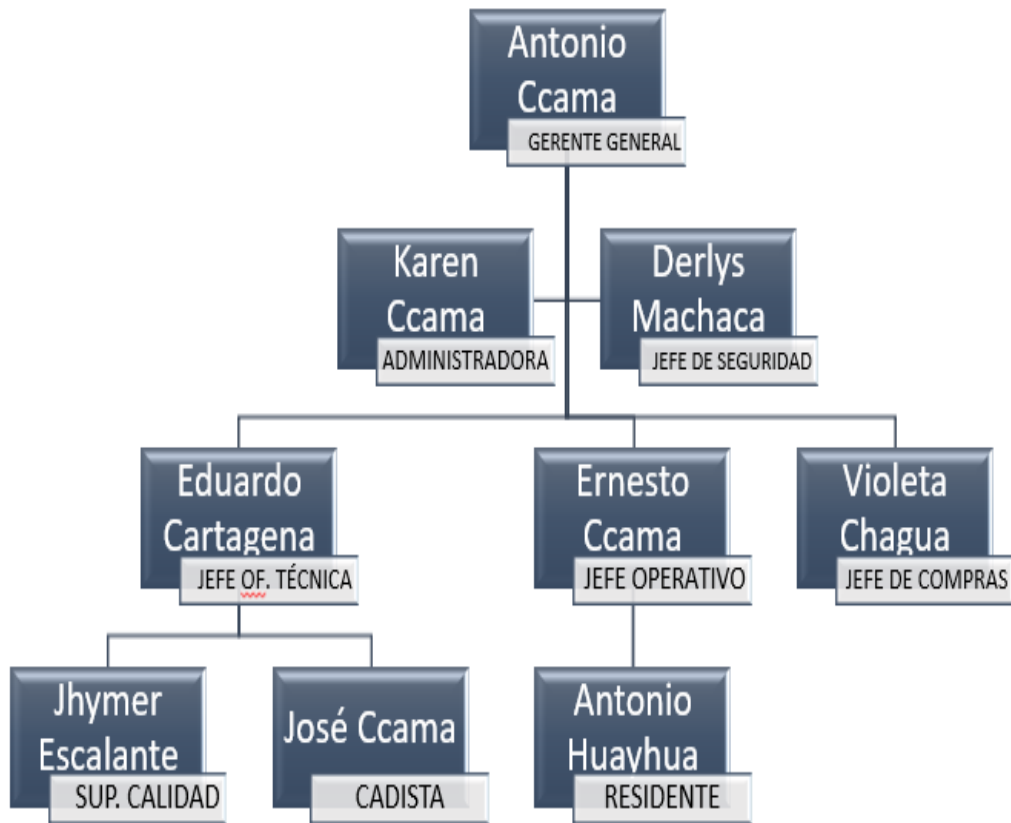 Antonio
Ccama
GERENTE GENERAL
Karen
Ccama
ADMINISTRADORA
Derlys
Machaca
JEFE DE SEGURIDAD
Eduardo
Cartagena
JEFE OF. TÉCNICA
Ernesto
Ccama
JEFE OPERATIVO
Violeta
Chagua
JEFE DE COMPRAS
Jhymer
Escalante
SUP. CALIDAD
José Ccama
CADISTA
Antonio
Huayhua
RESIDENTE